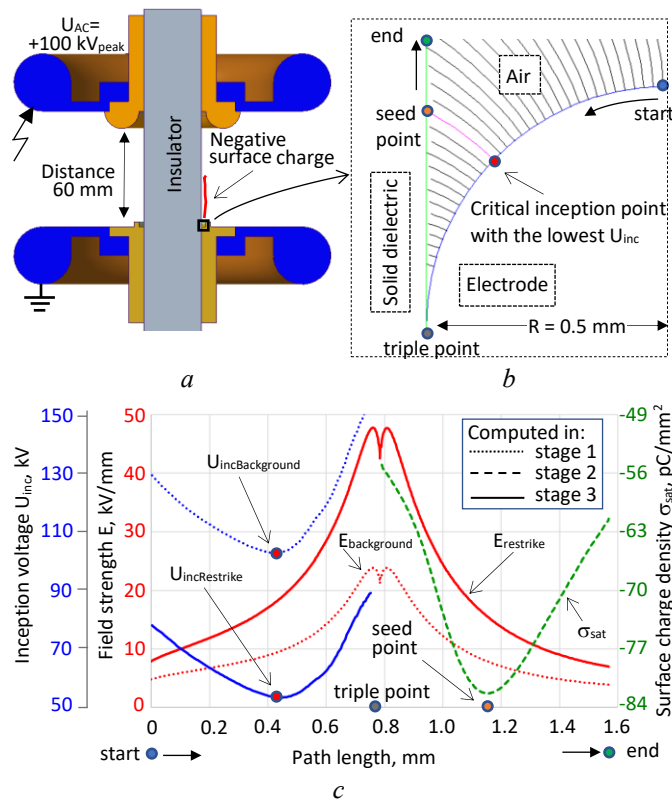 U_AC=
+100 kV_peak
Insulator
Negative
surface charge
Distance
60 mm
a
end
Air
seed
point
start
Solid dielectric
Critical inception point
with the lowest U_inc
Electrode
R = 0.5 mm
triple point
b
Inception voltage U_inc, kV
150
130
110
90
70
50
Field strength E, kV/mm
50
40
30
20
10
0
U_incBackground
E_background
U_incRestrike
Computed in:
stage 1
stage 2
stage 3
E_restrike
σ_sat
seed
point
triple point
-49
-56
-63
-70
-77
-84
Surface charge density σ_sat, pC/mm²
0
0.2
0.4
0.6
0.8
1.0
1.2
1.4
1.6
start
Path length, mm
end
c